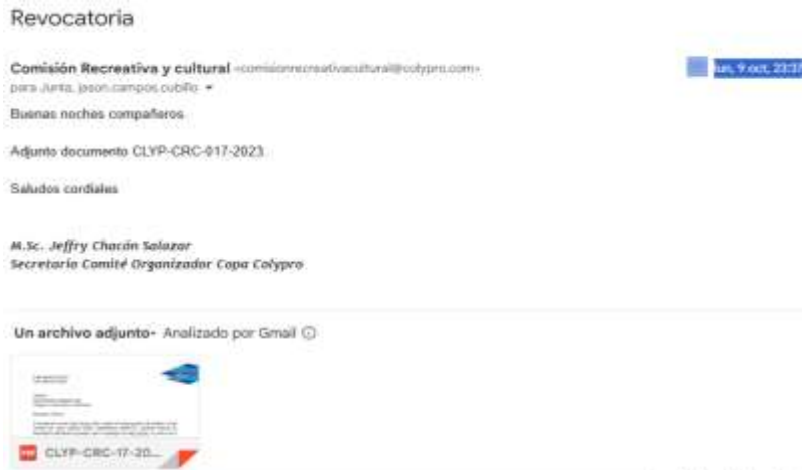 Revocatoria
Comisión Recreativa y cultural <comisionrecreativacultural@colypro.com>
lun, 9 oct, 23:37
para Junta, jason.campos.cubillo
Buenas noches compañeros
Adjunto documento CLYP-CRC-017-2023
Saludos cordiales
M.Sc. Jeffry Chacón Salazar
Secretario Comité Organizador Copa Colypro
Un archivo adjunto• Analizado por Gmail
PDF CLYP-CRC-17-20...